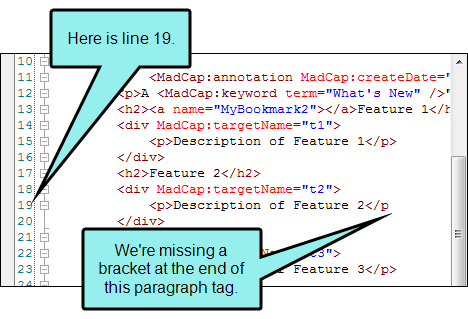 Here is line 19.
10
11 <MadCap:annotation MadCap:createDate="
12 <p>A <MadCap:keyword term="What's New" />"
13 <h2><a name="MyBookmark2"></a>Feature 1</h
14 <div MadCap:targetName="t1">
15 <p>Description of Feature 1</p>
16 </div>
17 <h2>Feature 2</h2>
18 <div MadCap:targetName="t2">
19 <p>Description of Feature 2</p
20 </div>
We're missing a
bracket at the end of
this paragraph tag.
21
22 3">
23 Feature 3</p>